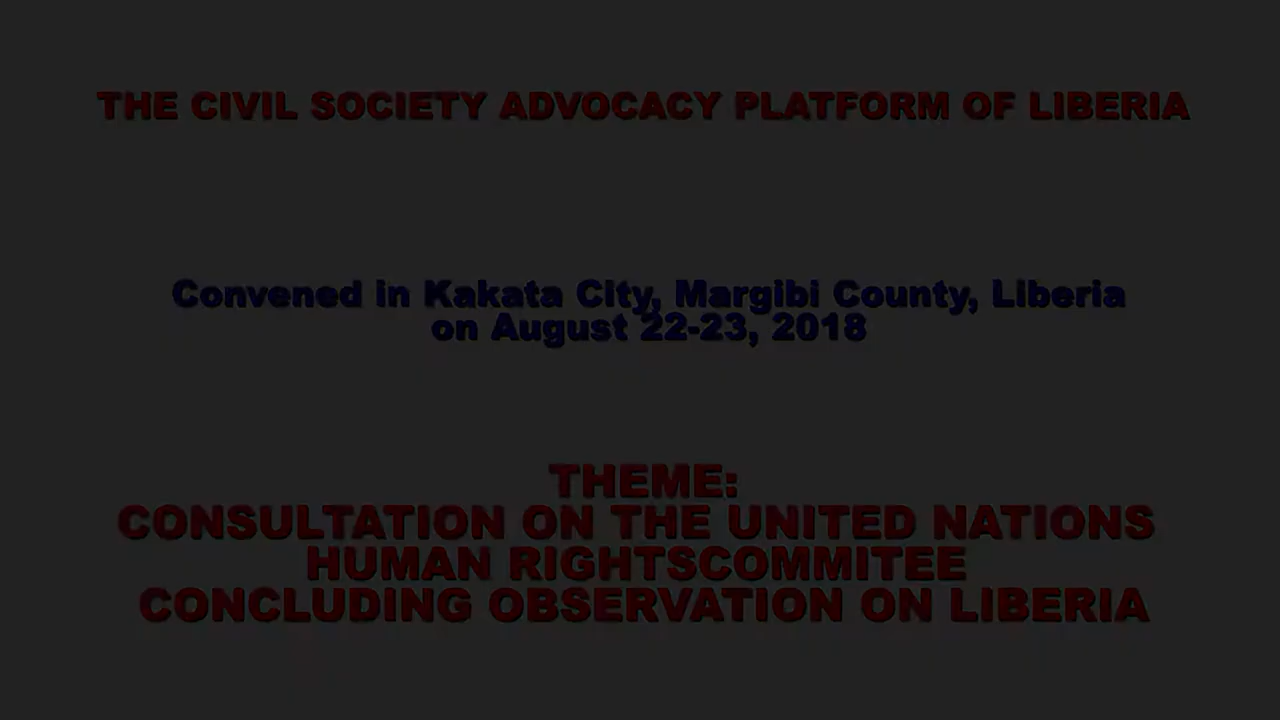 THE CIVIL SOCIETY ADVOCACY PLATFORM OF LIBERIA
Convened in Kakata City, Margibi County, Liberia
on August 22-23, 2018
THEME:
CONSULTATION ON THE UNITED NATIONS
HUMAN RIGHTSCOMMITEE
CONCLUDING OBSERVATION ON LIBERIA